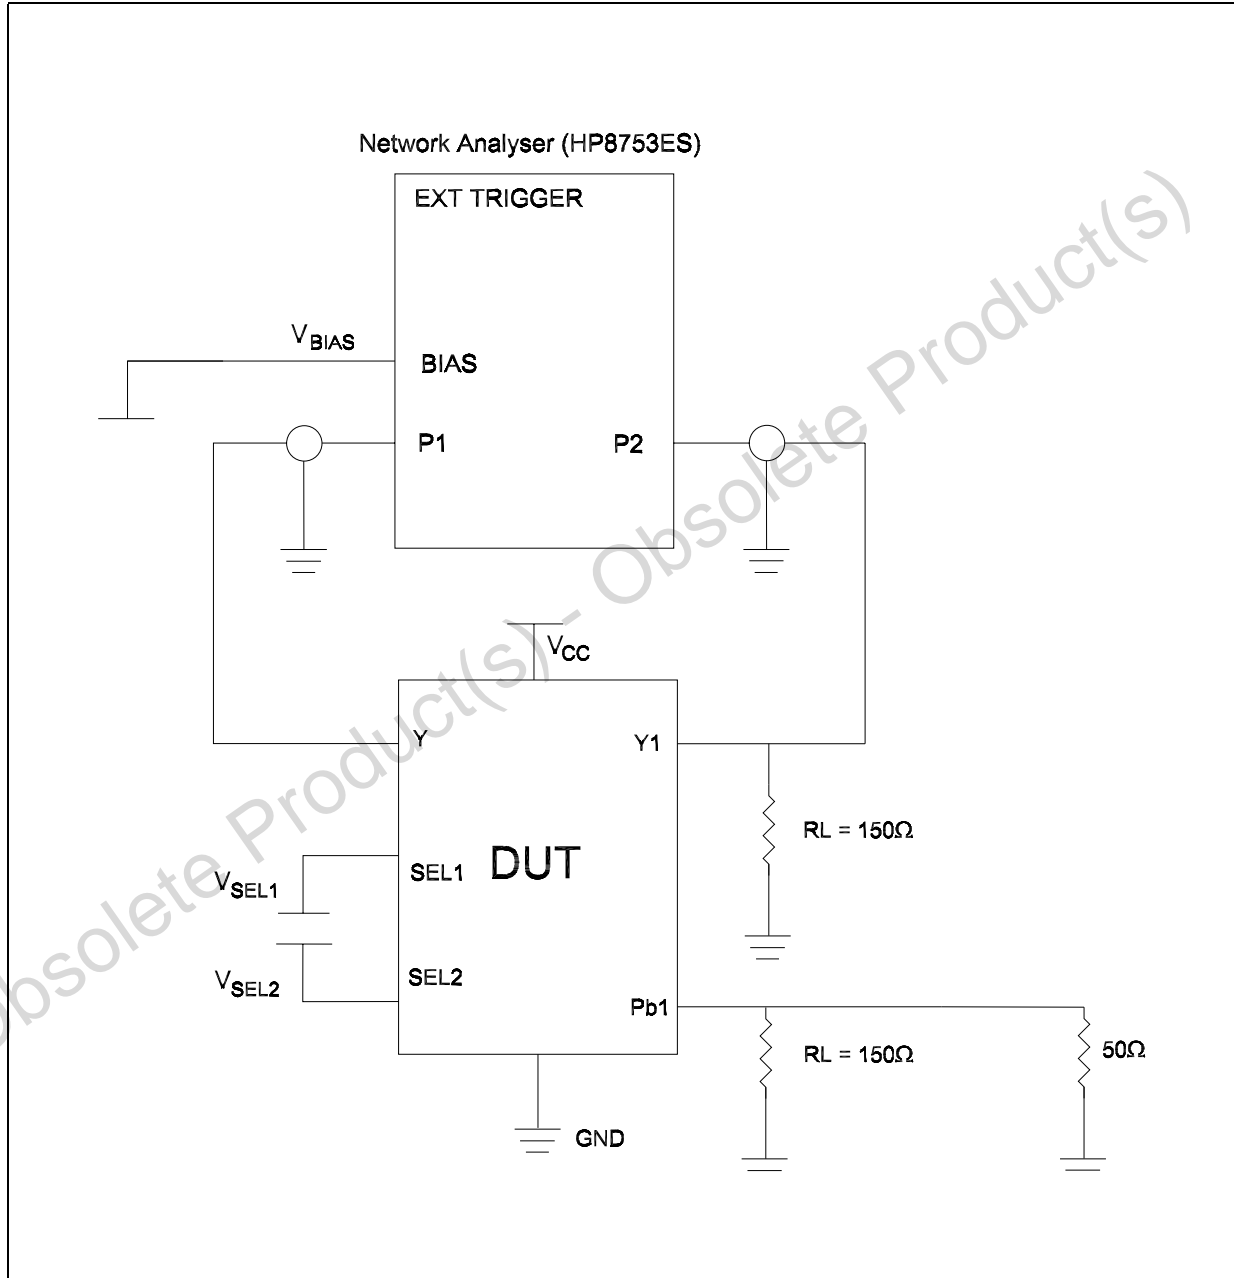 Network Analyser (HP8753ES)
EXT TRIGGER
VBIAS
BIAS
P1
P2
VCC
Y
Y1
RL = 150Ω
VSEL1
SEL1
DUT
VSEL2
SEL2
Pb1
RL = 150Ω
50Ω
GND
Obsolete Product(s) - Obsolete Product(s)